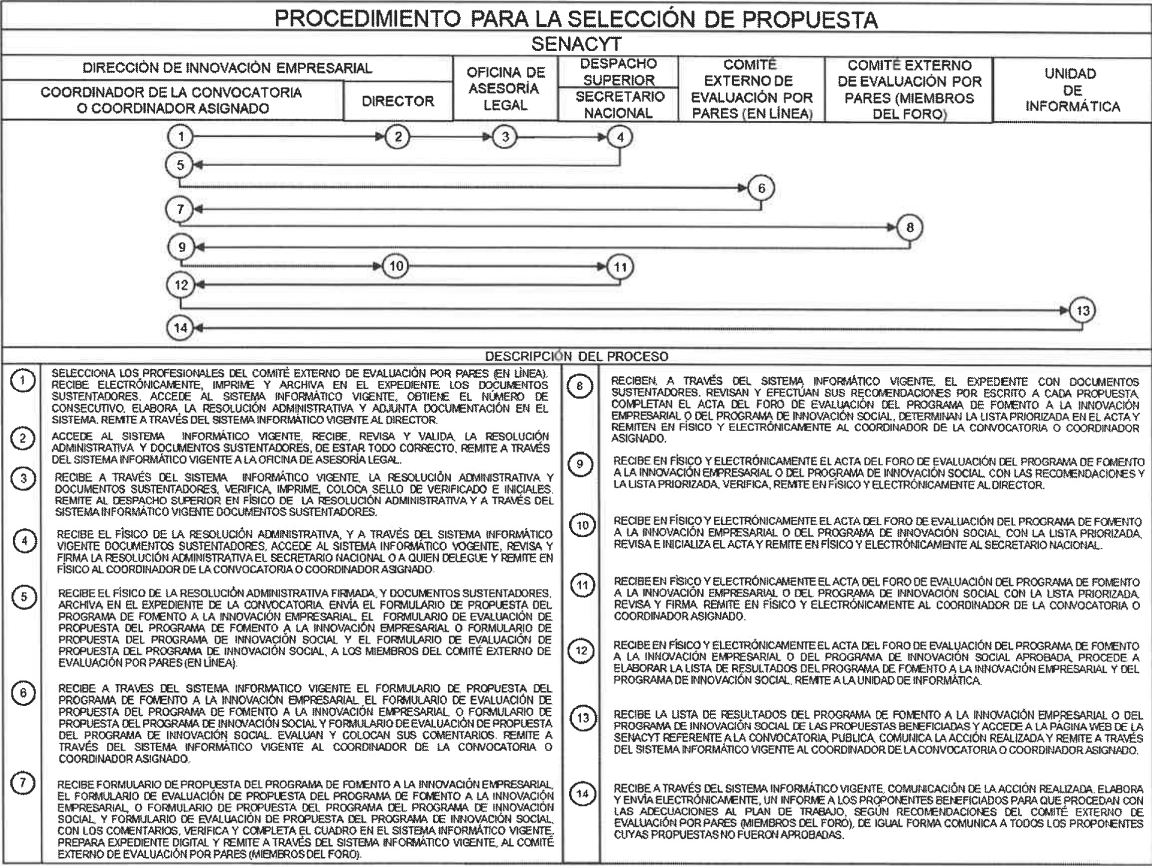 PROCEDIMIENTO PARA LA SELECCIÓN DE PROPUESTA
SENACYT
DIRECCIÓN DE INNOVACIÓN EMPRESARIAL
COORDINADOR DE LA CONVOCATORIA
O COORDINADOR ASIGNADO
DIRECTOR
OFICINA DE
ASESORÍA
LEGAL
DESPACHO
SUPERIOR
SECRETARIO
NACIONAL
COMITÉ
EXTERNO DE
EVALUACIÓN POR
PARES (EN LÍNEA)
COMITÉ EXTERNO
DE EVALUACIÓN POR
PARES (MIEMBROS
DEL FORO)
UNIDAD
DE
INFORMÁTICA
1
2
3
4
5
6
7
8
9
10
11
12
13
14
DESCRIPCIÓN DEL PROCESO
1
SELECCIONA LOS PROFESIONALES DEL COMITÉ EXTERNO DE EVALUACIÓN POR PARES (EN LÍNEA).
RECIBE ELECTRÓNICAMENTE, IMPRIME Y ARCHIVA EN EL EXPEDIENTE LOS DOCUMENTOS
SUSTENTADORES. ACCEDE AL SISTEMA INFORMÁTICO VIGENTE, OBTIENE EL NÚMERO DE
CONSECUTIVO, ELABORA LA RESOLUCIÓN ADMINISTRATIVA Y ADJUNTA DOCUMENTACIÓN EN EL
SISTEMA. REMITE A TRAVÉS DEL SISTEMA INFORMÁTICO VIGENTE AL DIRECTOR.
2
ACCEDE AL SISTEMA INFORMÁTICO VIGENTE, RECIBE, REVISA Y VALIDA, LA RESOLUCIÓN
ADMINISTRATIVA Y DOCUMENTOS SUSTENTADORES, DE ESTAR TODO CORRECTO, REMITE A TRAVÉS
DEL SISTEMA INFORMÁTICO VIGENTE A LA OFICINA DE ASESORÍA LEGAL.
3
RECIBE A TRAVÉS DEL SISTEMA INFORMÁTICO VIGENTE, LA RESOLUCIÓN ADMINISTRATIVA Y
DOCUMENTOS SUSTENTADORES, VERIFICA, IMPRIME, COLOCA SELLO DE VERIFICADO E INICIALES.
REMITE AL DESPACHO SUPERIOR EN FÍSICO DE LA RESOLUCIÓN ADMINISTRATIVA Y A TRAVÉS DEL
SISTEMA INFORMÁTICO VIGENTE DOCUMENTOS SUSTENTADORES.
4
RECIBE EL FÍSICO DE LA RESOLUCIÓN ADMINISTRATIVA, Y A TRAVÉS DEL SISTEMA INFORMÁTICO
VIGENTE DOCUMENTOS SUSTENTADORES, ACCEDE AL SISTEMA INFORMÁTICO VOGENTE, REVISA Y
FIRMA LA RESOLUCIÓN ADMINISTRATIVA EL SECRETARIO NACIONAL O A QUIEN DELEGUE Y REMITE EN
FÍSICO AL COORDINADOR DE LA CONVOCATORIA O COORDINADOR ASIGNADO.
5
RECIBE EL FÍSICO DE LA RESOLUCIÓN ADMINISTRATIVA FIRMADA, Y DOCUMENTOS SUSTENTADORES,
ARCHIVA EN EL EXPEDIENTE DE LA CONVOCATORIA, ENVÍA EL FORMULARIO DE PROPUESTA DEL
PROGRAMA DE FOMENTO A LA INNOVACIÓN EMPRESARIAL, EL FORMULARIO DE EVALUACIÓN DE
PROPUESTA DEL PROGRAMA DE FOMENTO A LA INNOVACIÓN EMPRESARIAL O FORMULARIO DE
PROPUESTA DEL PROGRAMA DE INNOVACIÓN SOCIAL Y EL FORMULARIO DE EVALUACIÓN DE
PROPUESTA DEL PROGRAMA DE INNOVACIÓN SOCIAL, A LOS MIEMBROS DEL COMITÉ EXTERNO DE
EVALUACIÓN POR PARES (EN LÍNEA).
6
RECIBE A TRAVES DEL SISTEMA INFORMATICO VIGENTE EL FORMULARIO DE PROPUESTA DEL
PROGRAMA DE FOMENTO A LA INNOVACIÓN EMPRESARIAL, EL FORMULARIO DE EVALUACIÓN DE
PROPUESTA DEL PROGRAMA DE FOMENTO A LA INNOVACIÓN EMPRESARIAL, O FORMULARIO DE
PROPUESTA DEL PROGRAMA DE INNOVACIÓN SOCIAL Y FORMULARIO DE EVALUACIÓN DE PROPUESTA
DEL PROGRAMA DE INNOVACIÓN SOCIAL. EVALUAN Y COLOCAN SUS COMENTARIOS. REMITE A
TRAVÉS DEL SISTEMA INFORMÁTICO VIGENTE AL COORDINADOR DE LA CONVOCATORIA O
COORDINADOR ASIGNADO.
7
RECIBE FORMULARIO DE PROPUESTA DEL PROGRAMA DE FOMENTO A LA INNOVACIÓN EMPRESARIAL,
EL FORMULARIO DE EVALUACIÓN DE PROPUESTA DEL PROGRAMA DE FOMENTO A LA INNOVACIÓN
EMPRESARIAL, O FORMULARIO DE PROPUESTA DEL PROGRAMA DEL PROGRAMA DE INNOVACIÓN
SOCIAL, Y FORMULARIO DE EVALUACIÓN DE PROPUESTA DEL PROGRAMA DE INNOVACIÓN SOCIAL,
CON LOS COMENTARIOS, VERIFICA Y COMPLETA EL CUADRO EN EL SISTEMA INFORMÁTICO VIGENTE,
PREPARA EXPEDIENTE DIGITAL Y REMITE A TRAVÉS DEL SISTEMA INFORMÁTICO VIGENTE, AL COMITÉ
EXTERNO DE EVALUACIÓN POR PARES (MIEMBROS DEL FORO).
8
RECIBEN, A TRAVÉS DEL SISTEMA INFORMÁTICO VIGENTE, EL EXPEDIENTE CON DOCUMENTOS
SUSTENTADORES. REVISAN Y EFECTÚAN SUS RECOMENDACIONES POR ESCRITO A CADA PROPUESTA,
COMPLETAN EL ACTA DEL FORO DE EVALUACIÓN DEL PROGRAMA DE FOMENTO A LA INNOVACIÓN
EMPRESARIAL O DEL PROGRAMA DE INNOVACIÓN SOCIAL, DETERMINAN LA LISTA PRIORIZADA EN EL ACTA Y
REMITEN EN FÍSICO Y ELECTRÓNICAMENTE AL COORDINADOR DE LA CONVOCATORIA O COORDINADOR
ASIGNADO.
9
RECIBE EN FÍSICO Y ELECTRÓNICAMENTE EL ACTA DEL FORO DE EVALUACIÓN DEL PROGRAMA DE FOMENTO
A LA INNOVACIÓN EMPRESARIAL O DEL PROGRAMA DE INNOVACIÓN SOCIAL, CON LAS RECOMENDACIONES Y
LA LISTA PRIORIZADA, VERIFICA, REMITE EN FÍSICO Y ELECTRÓNICAMENTE AL DIRECTOR.
10
RECIBE EN FÍSICO Y ELECTRÓNICAMENTE EL ACTA DEL FORO DE EVALUACIÓN DEL PROGRAMA DE FOMENTO
A LA INNOVACIÓN EMPRESARIAL O DEL PROGRAMA DE INNOVACIÓN SOCIAL, CON LA LISTA PRIORIZADA,
REVISA E INICIALIZA EL ACTA Y REMITE EN FÍSICO Y ELECTRÓNICAMENTE AL SECRETARIO NACIONAL.
11
RECIBE EN FÍSICO Y ELECTRÓNICAMENTE EL ACTA DEL FORO DE EVALUACIÓN DEL PROGRAMA DE FOMENTO
A LA INNOVACIÓN EMPRESARIAL O DEL PROGRAMA DE INNOVACIÓN SOCIAL CON LA LISTA PRIORIZADA,
REVISA Y FIRMA. REMITE EN FÍSICO Y ELECTRÓNICAMENTE AL COORDINADOR DE LA CONVOCATORIA O
COORDINADOR ASIGNADO.
12
RECIBE EN FÍSICO Y ELECTRÓNICAMENTE EL ACTA DEL FORO DE EVALUACIÓN DEL PROGRAMA DE FOMENTO
A LA INNOVACIÓN EMPRESARIAL O DEL PROGRAMA DE INNOVACIÓN SOCIAL APROBADA, PROCEDE A
ELABORAR LA LISTA DE RESULTADOS DEL PROGRAMA DE FOMENTO A LA INNOVACIÓN EMPRESARIAL Y DEL
PROGRAMA DE INNOVACIÓN SOCIAL, REMITE A LA UNIDAD DE INFORMÁTICA.
13
RECIBE LA LISTA DE RESULTADOS DEL PROGRAMA DE FOMENTO A LA INNOVACIÓN EMPRESARIAL O DEL
PROGRAMA DE INNOVACIÓN SOCIAL DE LAS PROPUESTAS BENEFICIADAS Y ACCEDE A LA PÁGINA WEB DE LA
SENACYT REFERENTE A LA CONVOCATORIA, PUBLICA, COMUNICA LA ACCIÓN REALIZADA Y REMITE A TRAVÉS
DEL SISTEMA INFORMÁTICO VIGENTE AL COORDINADOR DE LA CONVOCATORIA O COORDINADOR ASIGNADO.
14
RECIBE A TRAVÉS DEL SISTEMA INFORMÁTICO VIGENTE, COMUNICACIÓN DE LA ACCIÓN REALIZADA, ELABORA
Y ENVÍA ELECTRÓNICAMENTE, UN INFORME A LOS PROPONENTES BENEFICIADOS PARA QUE PROCEDAN CON
LAS ADECUACIONES AL PLAN DE TRABAJO, SEGÚN RECOMENDACIONES DEL COMITÉ EXTERNO DE
EVALUACIÓN POR PARES (MIEMBROS DEL FORO), DE IGUAL FORMA COMUNICA A TODOS LOS PROPONENTES
CUYAS PROPUESTAS NO FUERON APROBADAS.